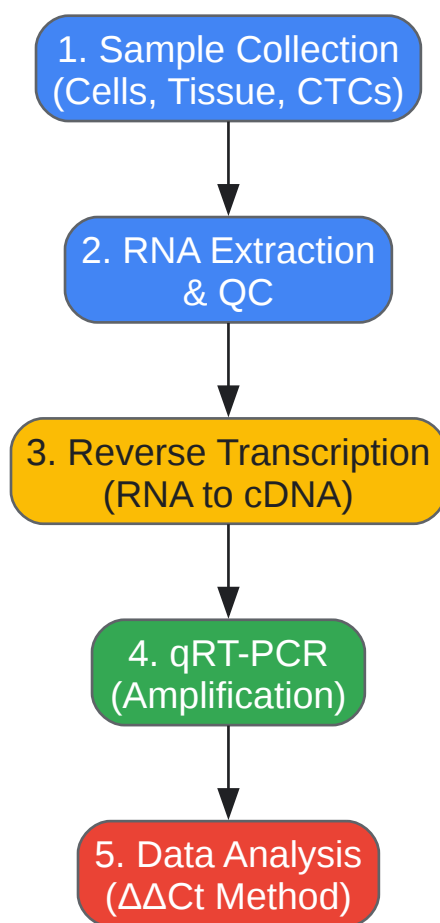 1. Sample Collection
(Cells, Tissue, CTCs)
2. RNA Extraction
& QC
3. Reverse Transcription
(RNA to cDNA)
4. qRT-PCR
(Amplification)
5. Data Analysis
(ΔΔCt Method)